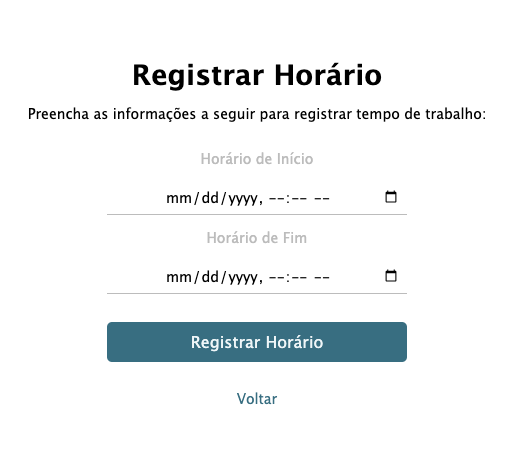 Registrar Horário
Preencha as informações a seguir para registrar tempo de trabalho:
Horário de Início
mm/dd/yyyy, --:-- --
Horário de Fim
mm/dd/yyyy, --:-- --
Registrar Horário
Voltar